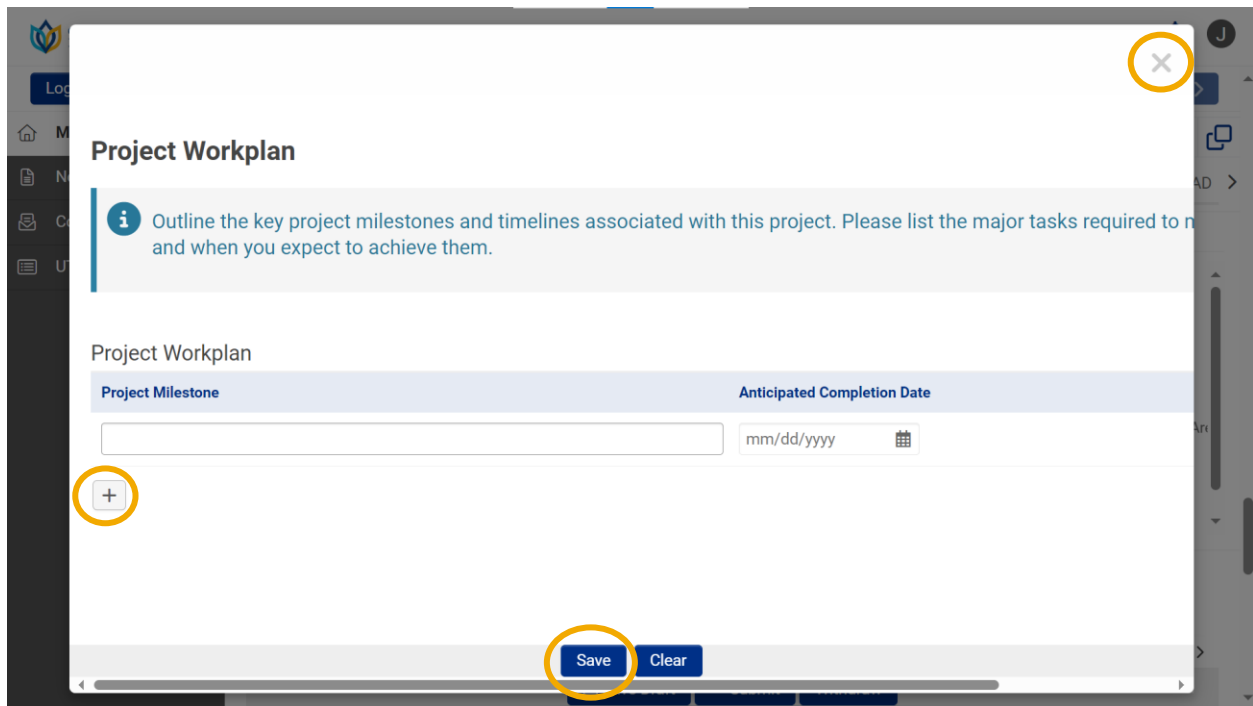 J
Log
M
Project Workplan
AD
Outline the key project milestones and timelines associated with this project. Please list the major tasks required to
and when you expect to achieve them.
Project Workplan
Project Milestone Anticipated Completion Date
mm/dd/yyyy
+
Save Clear